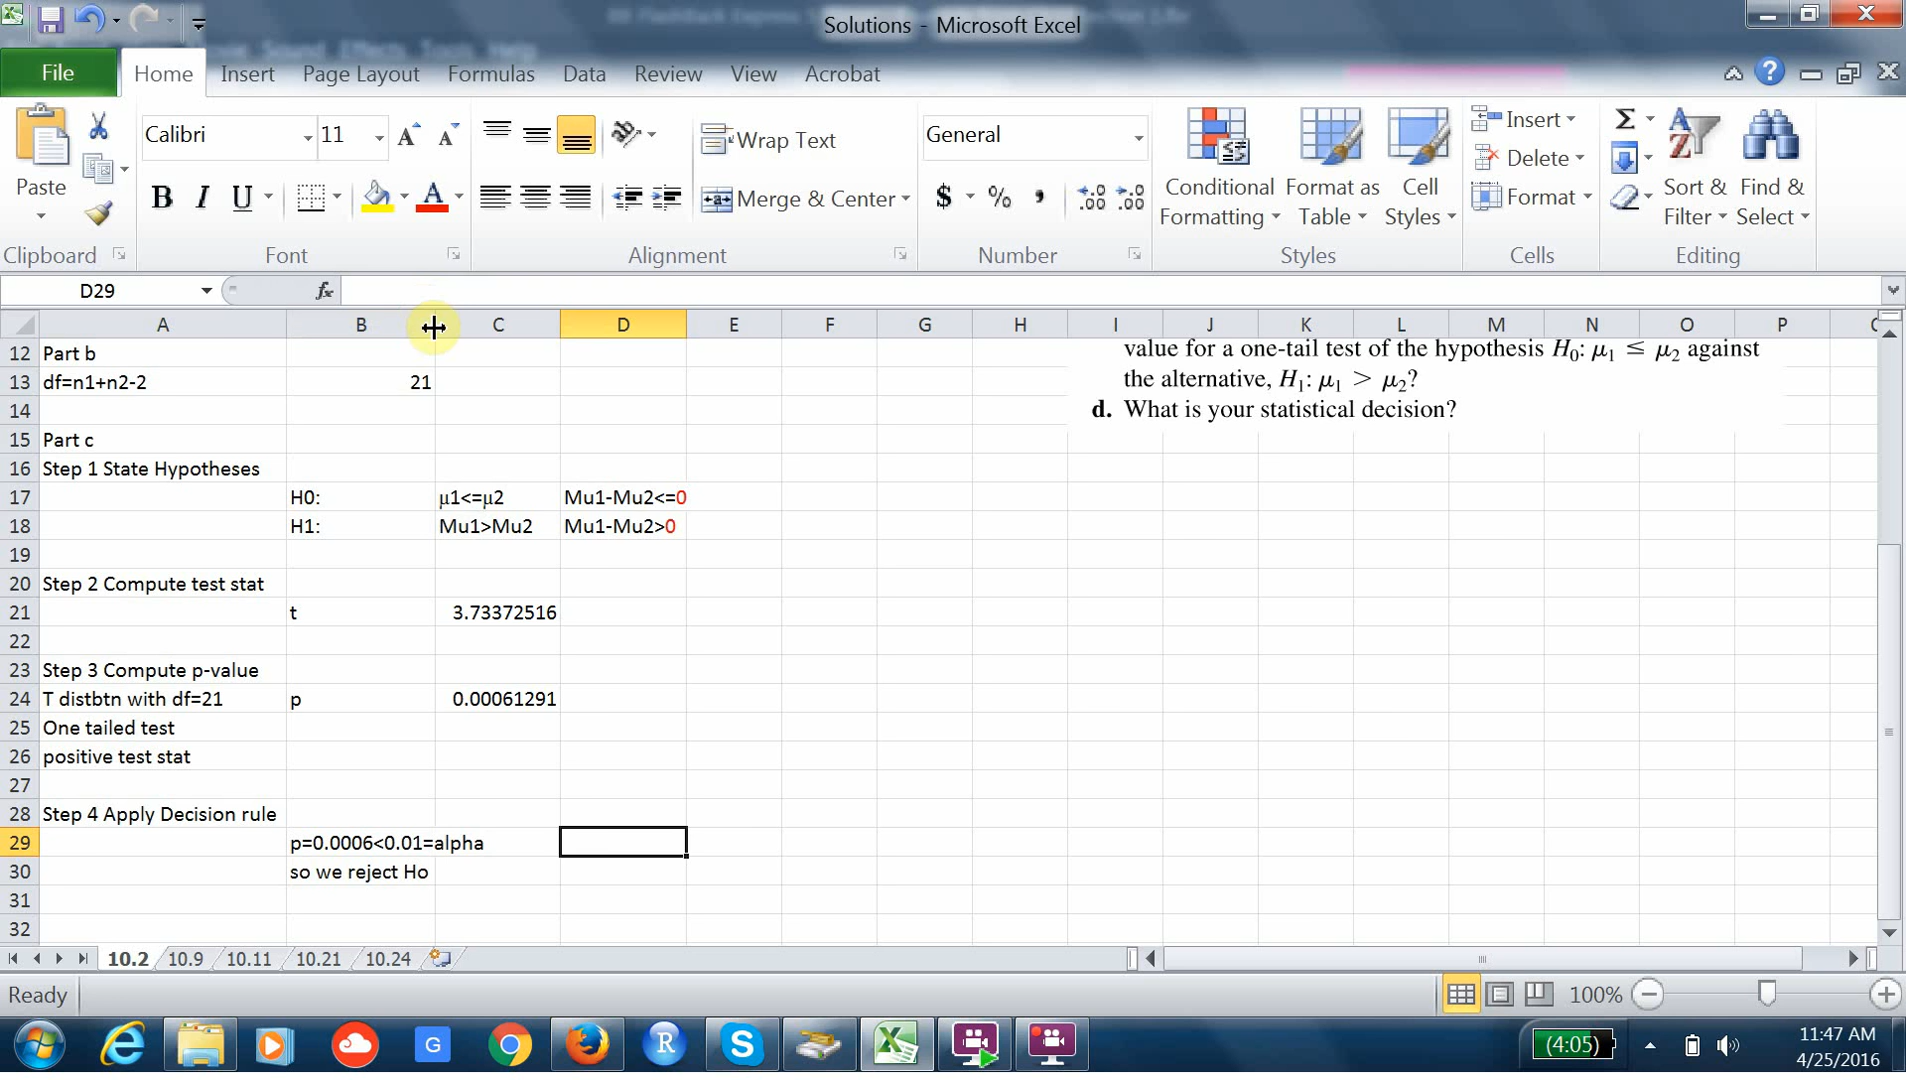 Solutions - Microsoft Excel
File Home Insert Page Layout Formulas Data Review View Acrobat
Calibri 11 Wrap Text General Insert
Paste Delete
B I U Merge & Center $ % , Conditional Formatting Format as Table Cell Styles Format Sort & Filter Find & Select
Clipboard Font Alignment Number Styles Cells Editing
D29 fx
A B C D E F G H I J K L M N O P
12 Part b value for a one-tail test of the hypothesis H0: μ1 ≤ μ2 against
13 df=n1+n2-2 21 the alternative, H1: μ1 > μ2?
14 d. What is your statistical decision?
15 Part c
16 Step 1 State Hypotheses
17 H0: μ1<=μ2 Mu1-Mu2<=0
18 H1: Mu1>Mu2 Mu1-Mu2>0
19
20 Step 2 Compute test stat
21 t 3.73372516
22
23 Step 3 Compute p-value
24 T distbtn with df=21 p 0.00061291
25 One tailed test
26 positive test stat
27
28 Step 4 Apply Decision rule
29 p=0.0006<0.01=alpha
30 so we reject Ho
31
32
10.2 10.9 10.11 10.21 10.24
Ready 100%
(4:05) 11:47 AM
4/25/2016